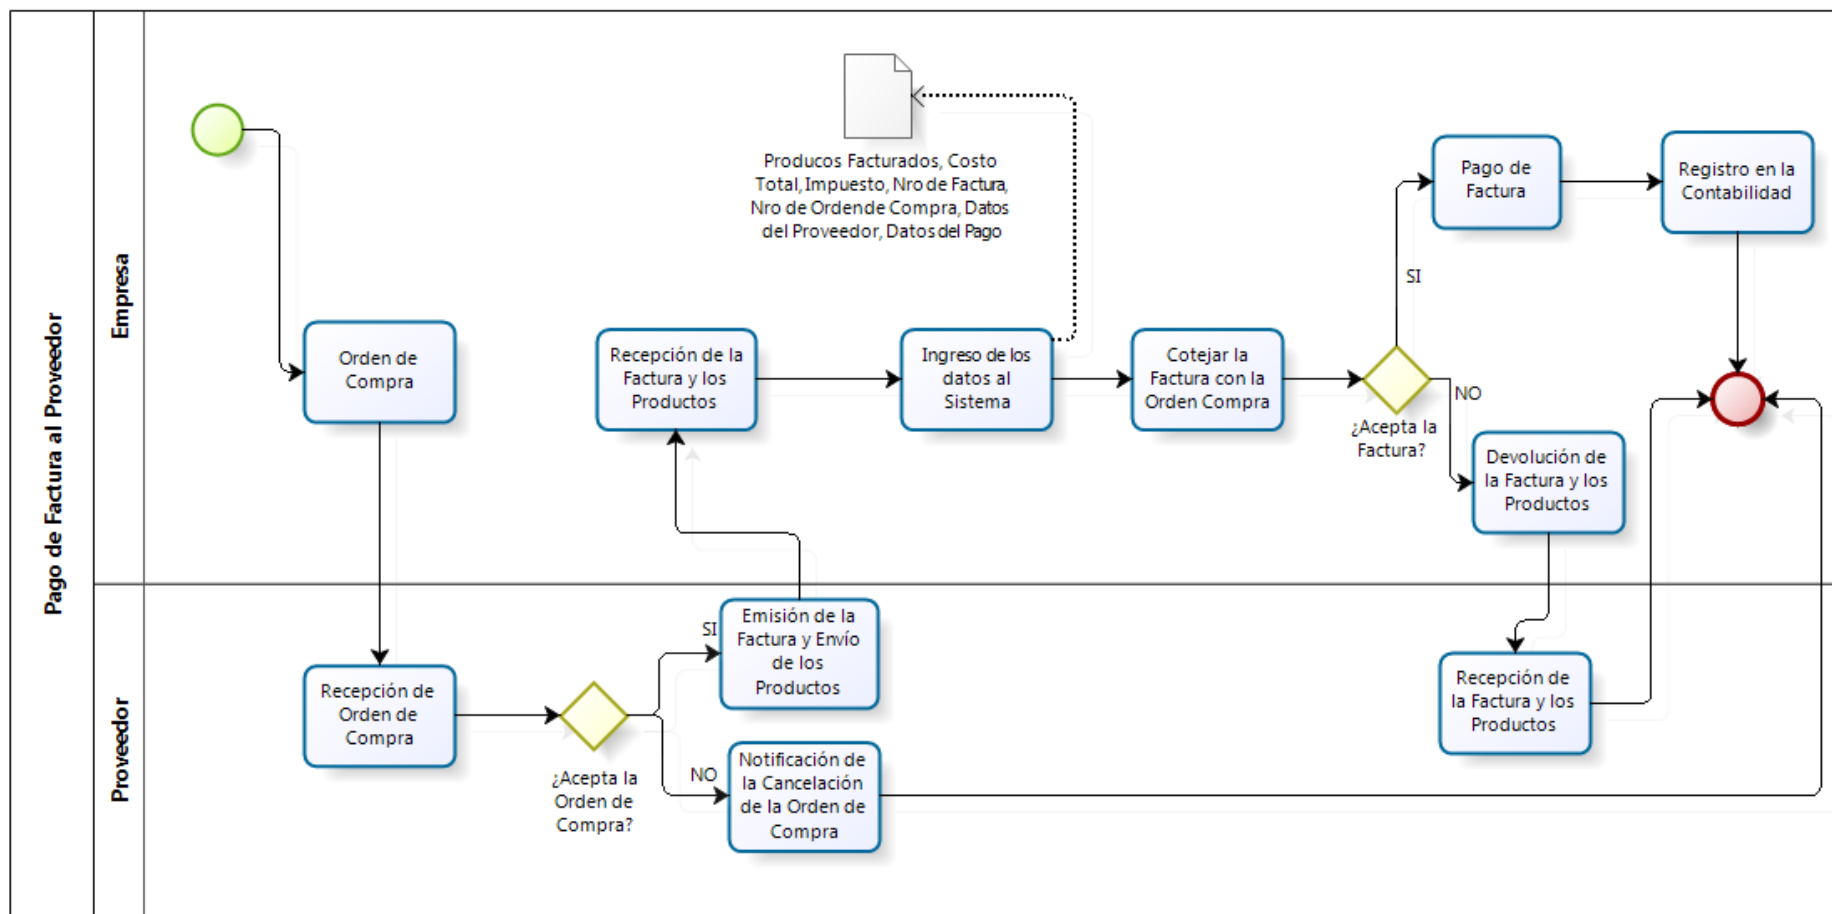 Pago de Factura al Proveedor
Empresa
Proveedor
Producos Facturados, Costo
Total, Impuesto, Nro de Factura,
Nro de Ordende Compra, Datos
del Proveedor, Datos del Pago
Orden de
Compra
Recepción de la
Factura y los
Productos
Ingreso de los
datos al
Sistema
Cotejar la
Factura con la
Orden Compra
¿Acepta la
Factura?
SI
NO
Pago de
Factura
Registro en la
Contabilidad
Devolución de
la Factura y los
Productos
Recepción de
Orden de
Compra
¿Acepta la
Orden de
Compra?
SI
NO
Emisión de la
Factura y Envío
de los
Productos
Notificación de
la Cancelación
de la Orden de
Compra
Recepción de
la Factura y los
Productos